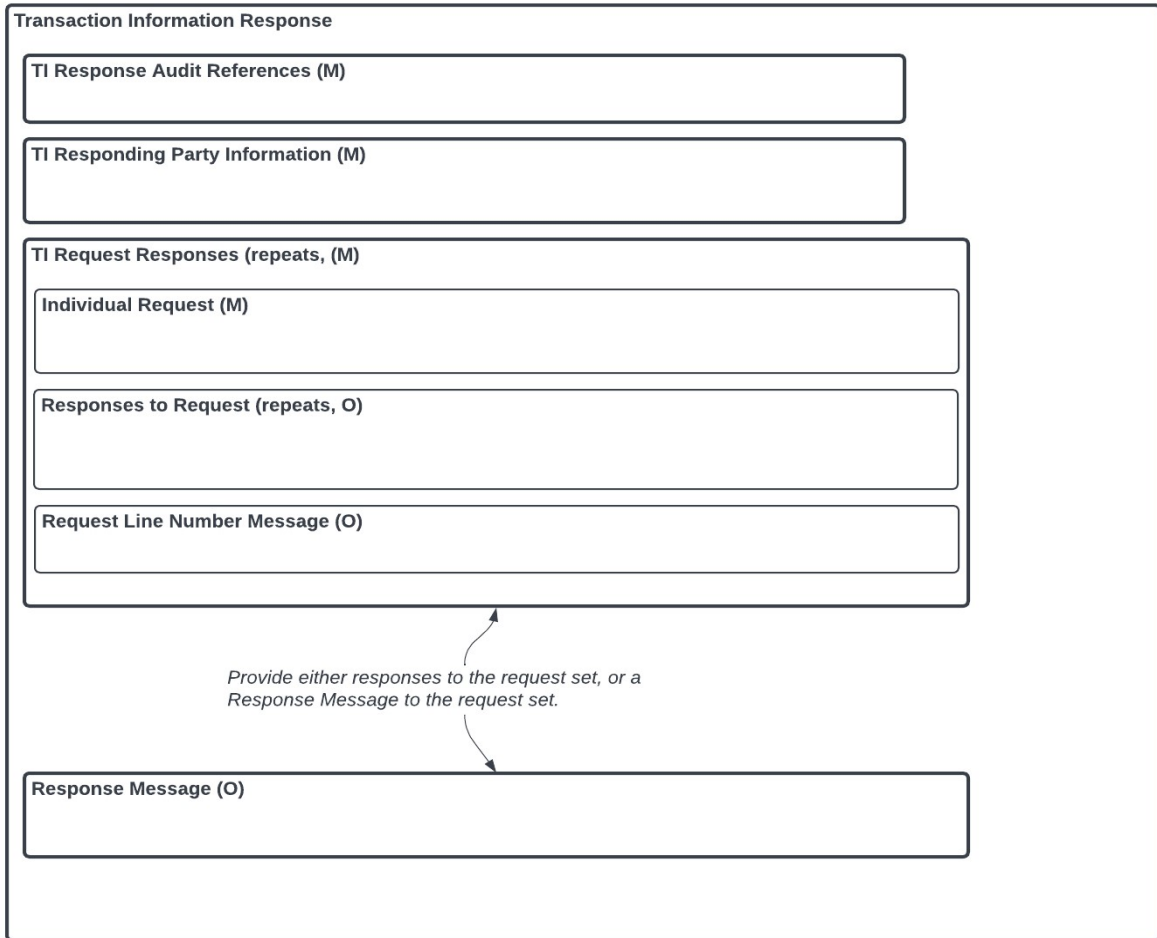 Transaction Information Response
TI Response Audit References (M)
TI Responding Party Information (M)
TI Request Responses (repeats, (M)
Individual Request (M)
Responses to Request (repeats, O)
Request Line Number Message (O)
Provide either responses to the request set, or a
Response Message to the request set.
Response Message (O)